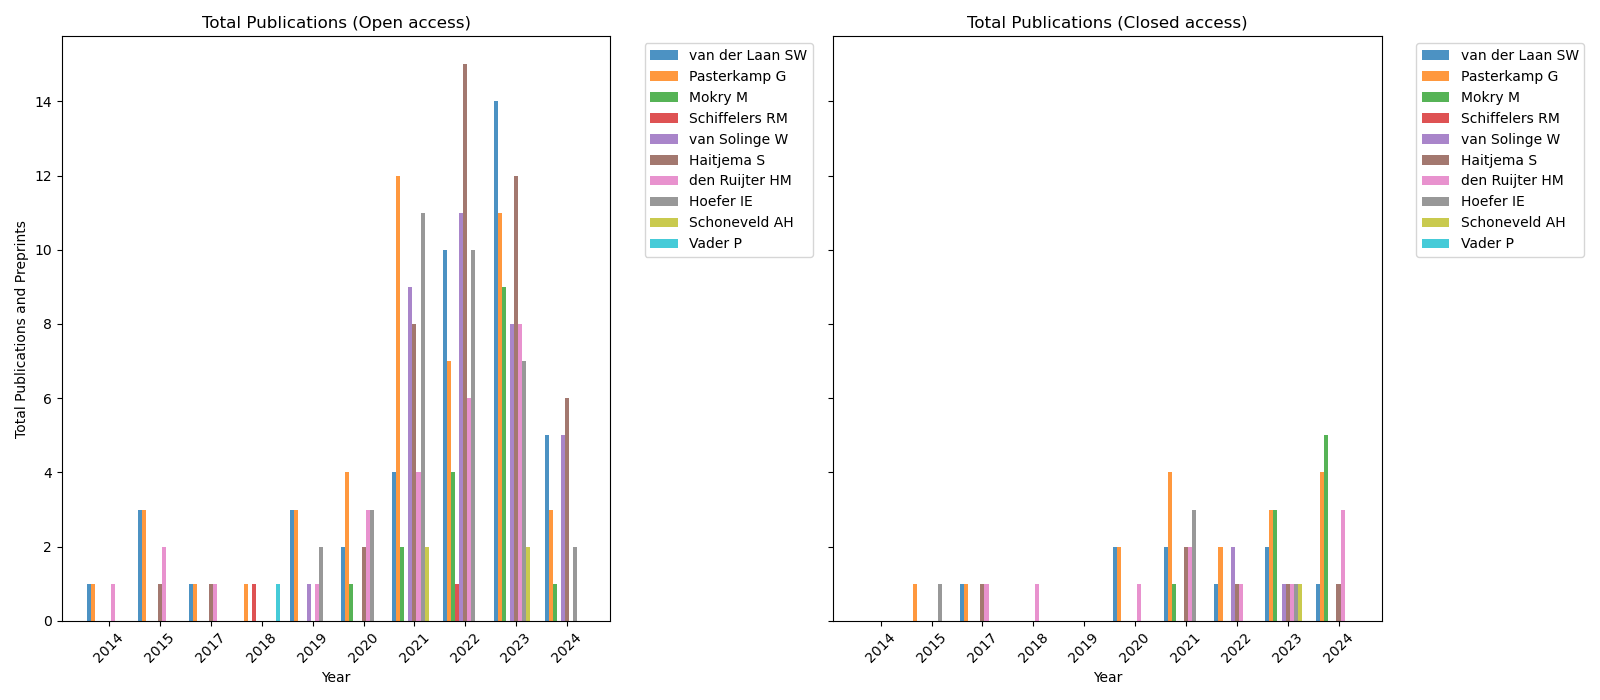 Total Publications (Open access)
Total Publications and Preprints
14
12
10
8
6
4
2
0
2014
2015
2017
2018
2019
2020
2021
2022
2023
2024
Year
van der Laan SW
Pasterkamp G
Mokry M
Schiffelers RM
van Solinge W
Haitjema S
den Ruijter HM
Hoefer IE
Schoneveld AH
Vader P
Total Publications (Closed access)
2014
2015
2017
2018
2019
2020
2021
2022
2023
2024
Year
van der Laan SW
Pasterkamp G
Mokry M
Schiffelers RM
van Solinge W
Haitjema S
den Ruijter HM
Hoefer IE
Schoneveld AH
Vader P